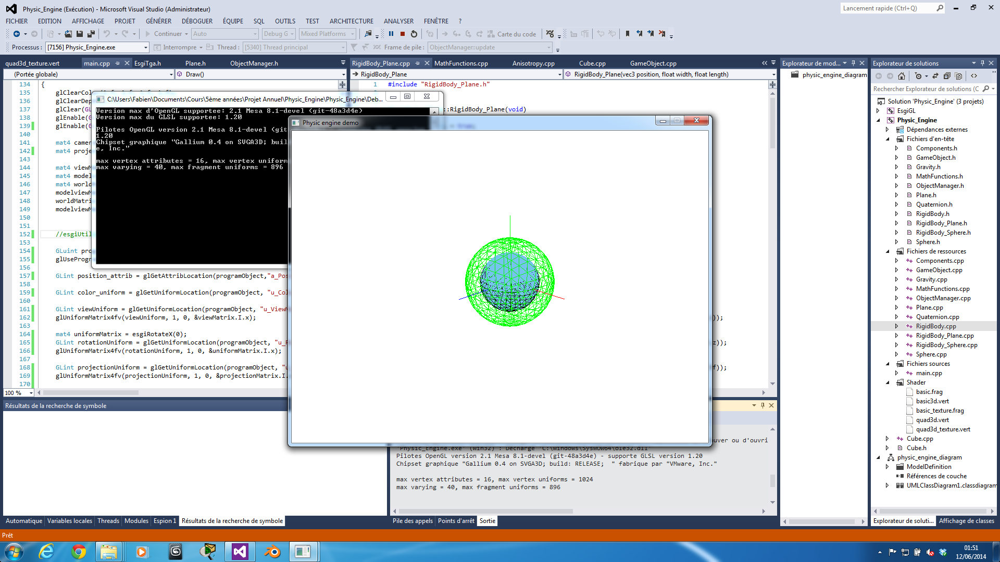 Physic_Engine (Exécution) - Microsoft Visual Studio (Administrateur)
Lancement rapide (Ctrl+Q)
FICHIER EDITION AFFICHAGE PROJET GÉNÉRER DÉBOGUER ÉQUIPE SQL OUTILS TEST ARCHITECTURE ANALYSER FENÊTRE ?
Continuer Auto Debug G Mixed Platforms Carte du code
Processus : [7156] Physic_Engine.exe Interrompre Thread : [5340] Thread principal Frame de pile : ObjectManager::update
quad3d_texture.vert main.cpp EsgiTga.h Plane.h ObjectManager.h
(Portée globale) Draw()
134 {
135 glClearColo
136 glClearDep
137 glClear(GL
138 glEnable(G
139 glEnable(G
140
141 mat4 camer
142 mat4 proje
143
144 mat4 viewM
145 mat4 model
146 mat4 world
147 modelviewM
148 worldMatri
149 modelviewM
150
151
152 //esgiUtil
153
154 GLuint pro
155 glUseProgr
156
157 GLint position_attrib = glGetAttribLocation(programObject,"a_Pos
158
159 GLint color_uniform = glGetUniformLocation(programObject, "u_Col
160
161 GLint viewUniform = glGetUniformLocation(programObject, "u_ViewM
162 glUniformMatrix4fv(viewUniform, 1, 0, &viewMatrix.I.x);
163
164 mat4 uniformMatrix = esgiRotateX(0);
165 GLint rotationUniform = glGetUniformLocation(programObject, "u_R
166 glUniformMatrix4fv(rotationUniform, 1, 0, &uniformMatrix.I.x);
167
168 GLint projectionUniform = glGetUniformLocation(programObject, "u
169 glUniformMatrix4fv(projectionUniform, 1, 0, &projectionMatrix.I.
170
100 %
C:\Users\Fabien\Documents\Cours\5ème années\Projet Annuel\Physic_Engine\Physic_Engine\Deb...
Version max d'OpenGL supportee: 2.1 Mesa 8.1-devel (git-48a3d4e)
Version max du GLSL supportee: 1.20
Pilotes OpenGL version 2.1 Mesa 8.1-devel (git
1.20
Chipset graphique "Gallium 0.4 on SVGA3D; buil
e, Inc."
max vertex attributes = 16, max vertex uniform
max varying = 40, max fragment uniforms = 896
RigidBody_Plane.cpp MathFunctions.cpp Anisotropy.cpp Cube.cpp GameObject.cpp
RigidBody_Plane RigidBody_Plane(vec3 position, float width, float length)
1 #include "RigidBody_Plane.h"
::RigidBody_Plane(void)
));
z));
f));
Physic engine demo
Résultats de la recherche de symbole
ouver ou d'ouvri
'Physic_Engine.exe' (Win32) : Déchargé 'C:\Windows\SysWOW64\ole32.dll'
Pilotes OpenGL version 2.1 Mesa 8.1-devel (git-48a3d4e) - supporte GLSL version 1.20
Chipset graphique "Gallium 0.4 on SVGA3D; build: RELEASE;  " fabrique par "VMware, Inc."
max vertex attributes = 16, max vertex uniforms = 1024
max varying = 40, max fragment uniforms = 896
Automatique Variables locales Threads Modules Espion 1 Résultats de la recherche de symbole
Pile des appels Points d'arrêt Sortie
Explorateur de mod...
physic_engine_diagram
Explorateur de solutions
Rechercher Explorateur de solutions (C
Solution 'Physic_Engine' (3 projets)
EsgiGL
Physic_Engine
Dépendances externes
Fichiers d'en-tête
Components.h
GameObject.h
Gravity.h
MathFunctions.h
ObjectManager.h
Plane.h
Quaternion.h
RigidBody.h
RigidBody_Plane.h
RigidBody_Sphere.h
Sphere.h
Fichiers de ressources
Components.cpp
GameObject.cpp
Gravity.cpp
MathFunctions.cpp
ObjectManager.cpp
Plane.cpp
Quaternion.cpp
RigidBody.cpp
RigidBody_Plane.cpp
RigidBody_Sphere.cpp
Sphere.cpp
Fichiers sources
main.cpp
Shader
basic.frag
basic3d.vert
basic_texture.frag
quad3d.vert
quad3d_texture.vert
Cube.cpp
Cube.h
physic_engine_diagram
ModelDefinition
Références de couche
UMLClassDiagram1.classdiagram
Explorateur de soluti... Affichage de classes
Prêt
01:51
12/06/2014